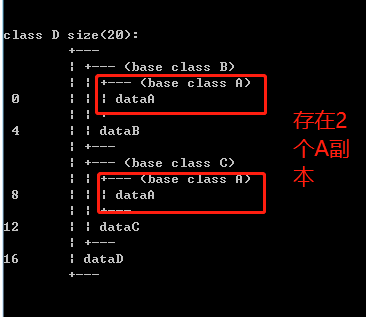 class D size(20):
+---
¦ +--- (base class B)
¦ ¦ +--- (base class A)
0 ¦ ¦ ¦ dataA
¦ ¦ +---
4 ¦ ¦ dataB
¦ +---
¦ +--- (base class C)
¦ ¦ +--- (base class A)
8 ¦ ¦ ¦ dataA
¦ ¦ +---
12 ¦ ¦ dataC
¦ +---
16 ¦ dataD
+---
存在2
个A副
本